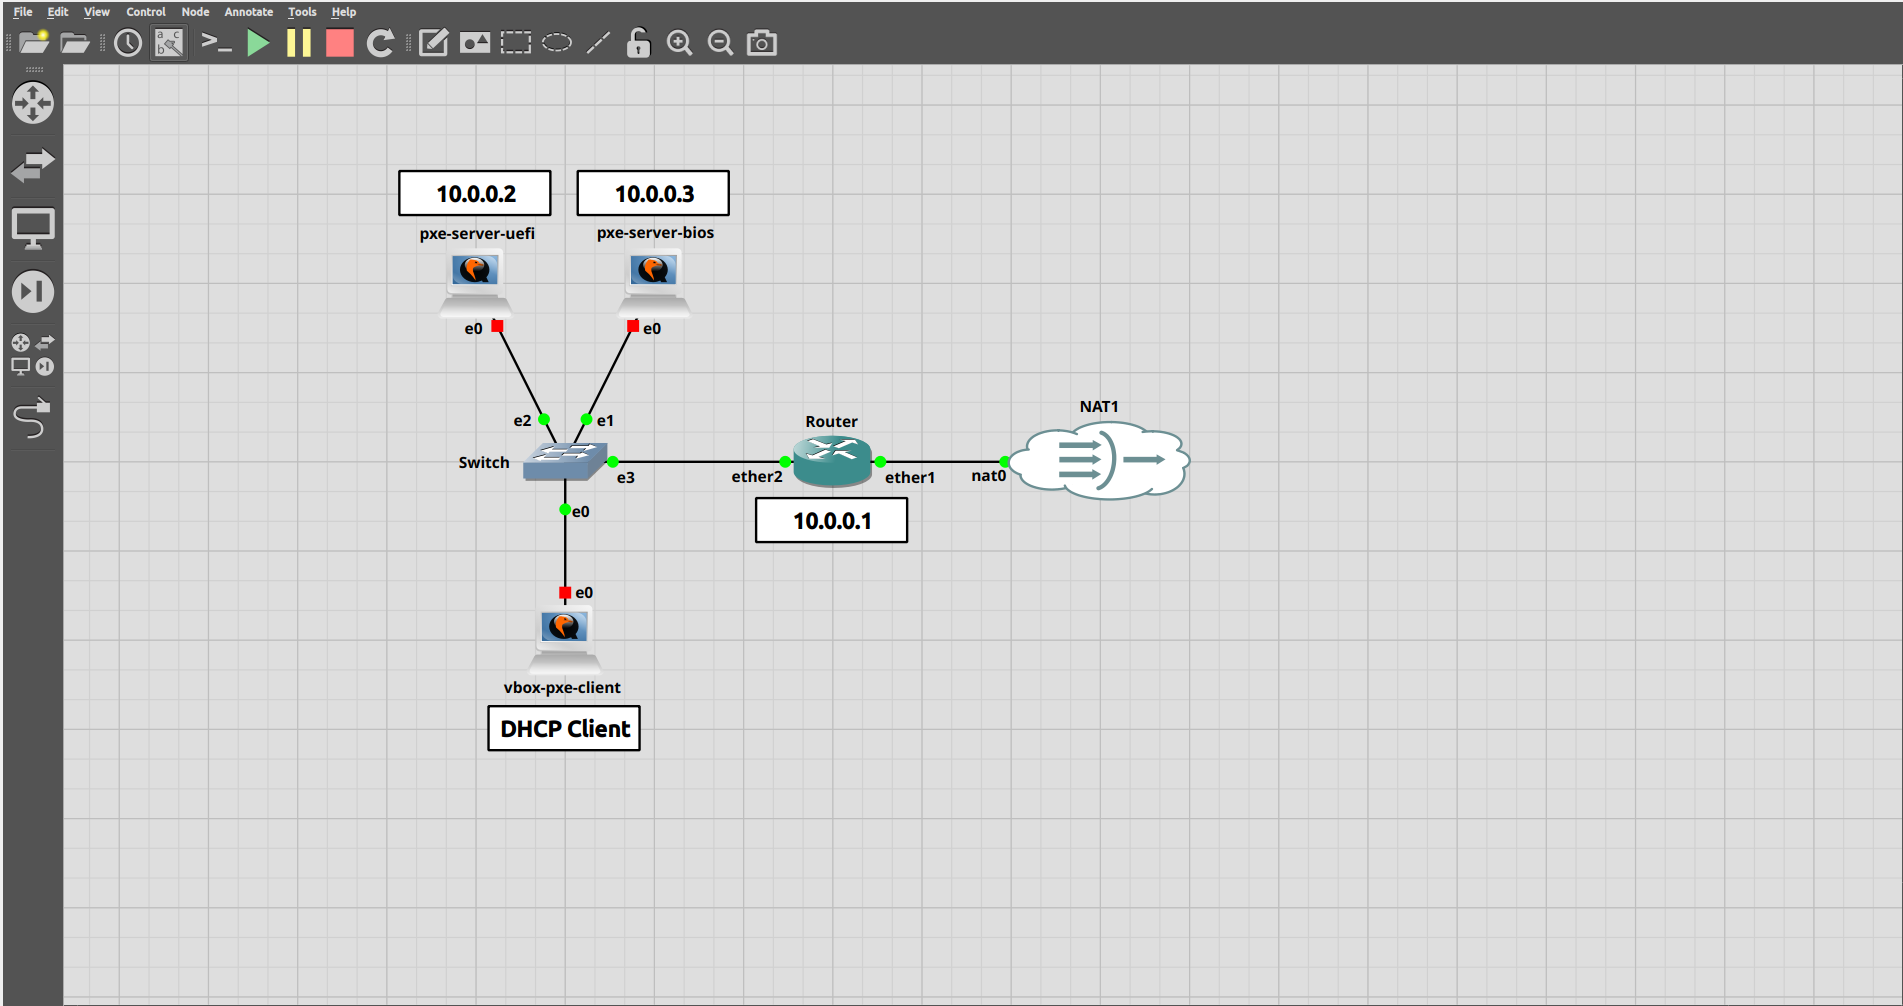 File Edit View Control Node Annotate Tools Help
a c
b
>_
10.0.0.2 10.0.0.3
pxe-server-uefi pxe-server-bios
e0 e0
e2 e1
Switch
e3
ether2
Router
ether1
nat0
NAT1
10.0.0.1
e0
e0
vbox-pxe-client
DHCP Client